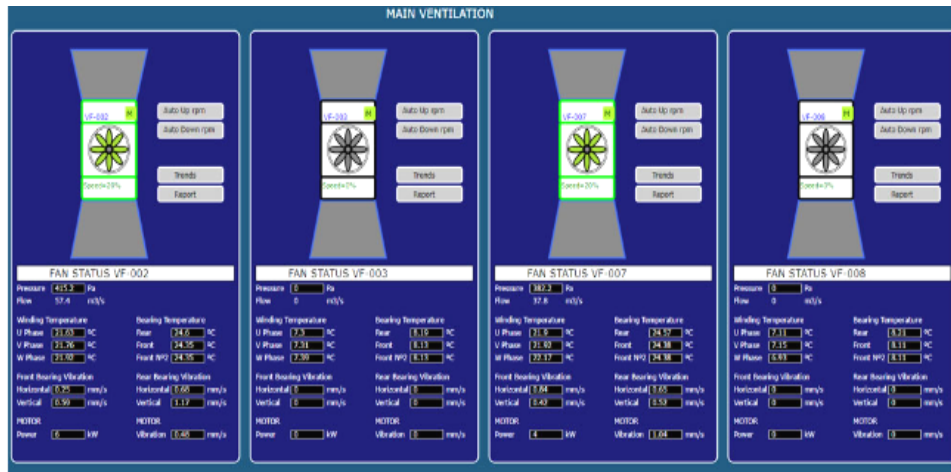 MAIN VENTILATION
VF-002 M
Auto Up rpm
Auto Down rpm
Trends
Report
Speed=20%
FAN STATUS VF-002
Pressure 415.2 Pa
Flow 57.4 m3/s
Winding Temperature Bearing Temperature
U Phase 21.63 ºC Rear 24.6 ºC
V Phase 21.76 ºC Front 24.35 ºC
W Phase 21.92 ºC Front Nº2 24.35 ºC
Front Bearing Vibration Rear Bearing Vibration
Horizontal 0.25 mm/s Horizontal 0.68 mm/s
Vertical 0.59 mm/s Vertical 1.17 mm/s
MOTOR MOTOR
Power 6 kW Vibration 0.48 mm/s
VF-003 M
Auto Up rpm
Auto Down rpm
Trends
Report
FAN STATUS VF-003
Pressure 0 Pa
Flow 0 m3/s
Winding Temperature Bearing Temperature
U Phase 7.3 ºC Rear 8.19 ºC
V Phase 7.31 ºC Front 8.13 ºC
W Phase 7.39 ºC Front Nº2 8.13 ºC
Front Bearing Vibration Rear Bearing Vibration
Horizontal 0 mm/s Horizontal 0 mm/s
Vertical 0 mm/s Vertical 0 mm/s
MOTOR MOTOR
Power 0 kW Vibration 0 mm/s
VF-007 M
Auto Up rpm
Auto Down rpm
Trends
Report
Speed=20%
FAN STATUS VF-007
Pressure 382.2 Pa
Flow 37.8 m3/s
Winding Temperature Bearing Temperature
U Phase 21.9 ºC Rear 24.57 ºC
V Phase 21.92 ºC Front 24.38 ºC
W Phase 22.17 ºC Front Nº2 24.38 ºC
Front Bearing Vibration Rear Bearing Vibration
Horizontal 0.64 mm/s Horizontal 0.65 mm/s
Vertical 0.42 mm/s Vertical 0.52 mm/s
MOTOR MOTOR
Power 4 kW Vibration 1.04 mm/s
VF-008 M
Auto Up rpm
Auto Down rpm
Trends
Report
FAN STATUS VF-008
Pressure 0 Pa
Flow 0 m3/s
Winding Temperature Bearing Temperature
U Phase 7.11 ºC Rear 8.21 ºC
V Phase 7.15 ºC Front 8.11 ºC
W Phase 6.93 ºC Front Nº2 8.11 ºC
Front Bearing Vibration Rear Bearing Vibration
Horizontal 0 mm/s Horizontal 0 mm/s
Vertical 0 mm/s Vertical 0 mm/s
MOTOR MOTOR
Power 0 kW Vibration 0 mm/s